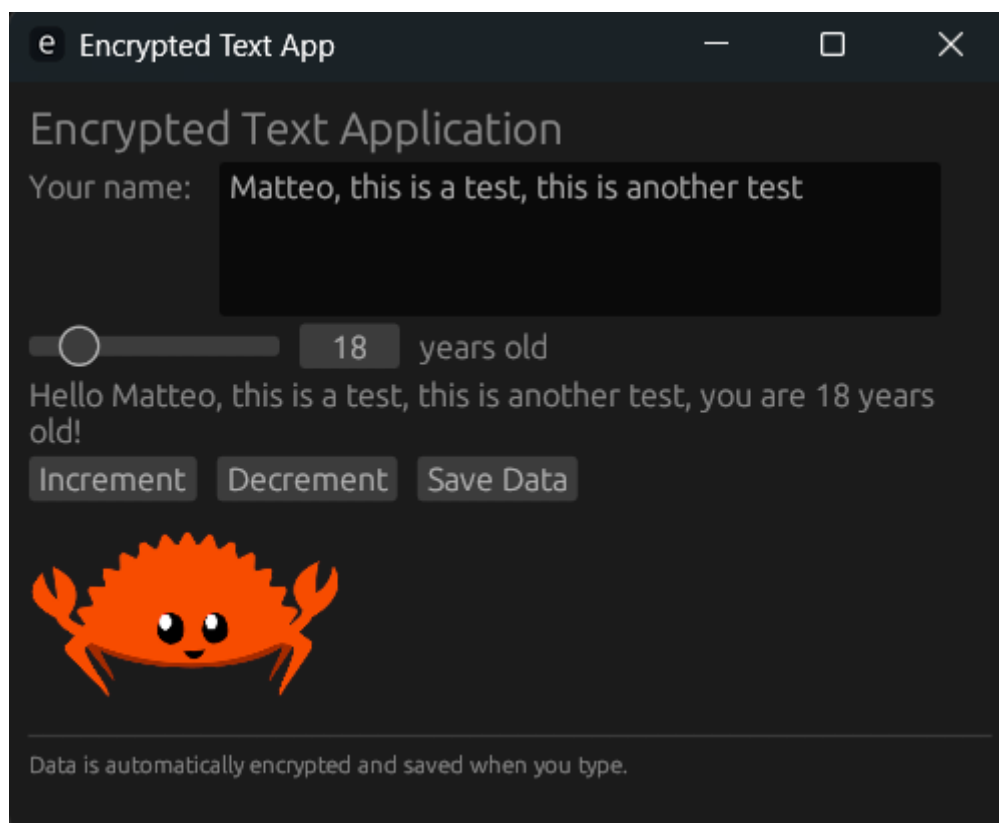 e Encrypted Text App
Encrypted Text Application
Your name: Matteo, this is a test, this is another test
18 years old
Hello Matteo, this is a test, this is another test, you are 18 years
old!
Increment Decrement Save Data
Data is automatically encrypted and saved when you type.